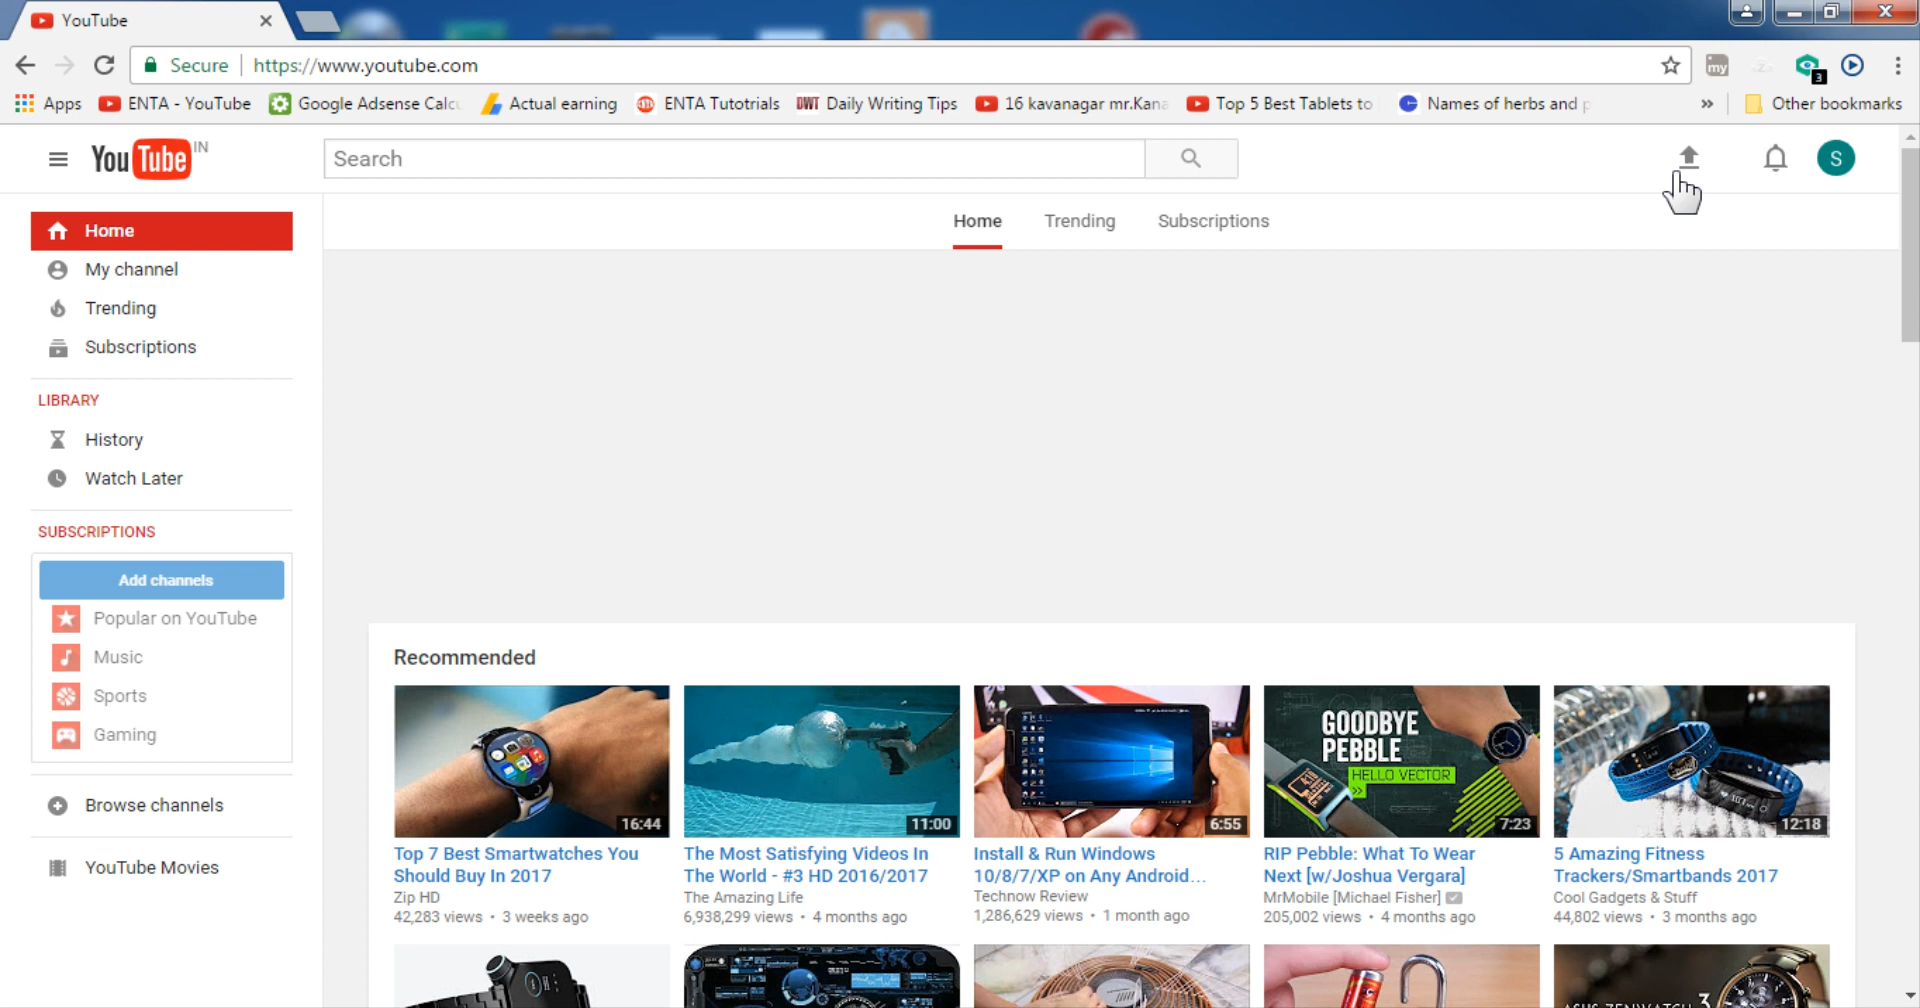 YouTube
Secure https://www.youtube.com
my
3
Apps ENTA - YouTube Google Adsense Calc Actual earning ENTA Tutotrials DWT Daily Writing Tips 16 kavanagar mr.Kana Top 5 Best Tablets to Names of herbs and p » Other bookmarks
YouTube IN
Search
S
Home Trending Subscriptions
Home
My channel
Trending
Subscriptions
LIBRARY
History
Watch Later
SUBSCRIPTIONS
Add channels
Popular on YouTube
Music
Sports
Gaming
Browse channels
YouTube Movies
Recommended
16:44
11:00
6:55
GOODBYE
PEBBLE
HELLO VECTOR
7:23
12:18
Top 7 Best Smartwatches You
Should Buy In 2017
Zip HD
42,283 views • 3 weeks ago
The Most Satisfying Videos In
The World - #3 HD 2016/2017
The Amazing Life
6,938,299 views • 4 months ago
Install & Run Windows
10/8/7/XP on Any Android...
Technow Review
1,286,629 views • 1 month ago
RIP Pebble: What To Wear
Next [w/Joshua Vergara]
MrMobile [Michael Fisher]
205,002 views • 4 months ago
5 Amazing Fitness
Trackers/Smartbands 2017
Cool Gadgets & Stuff
44,802 views • 3 months ago
ASUS ZENWATCH 3